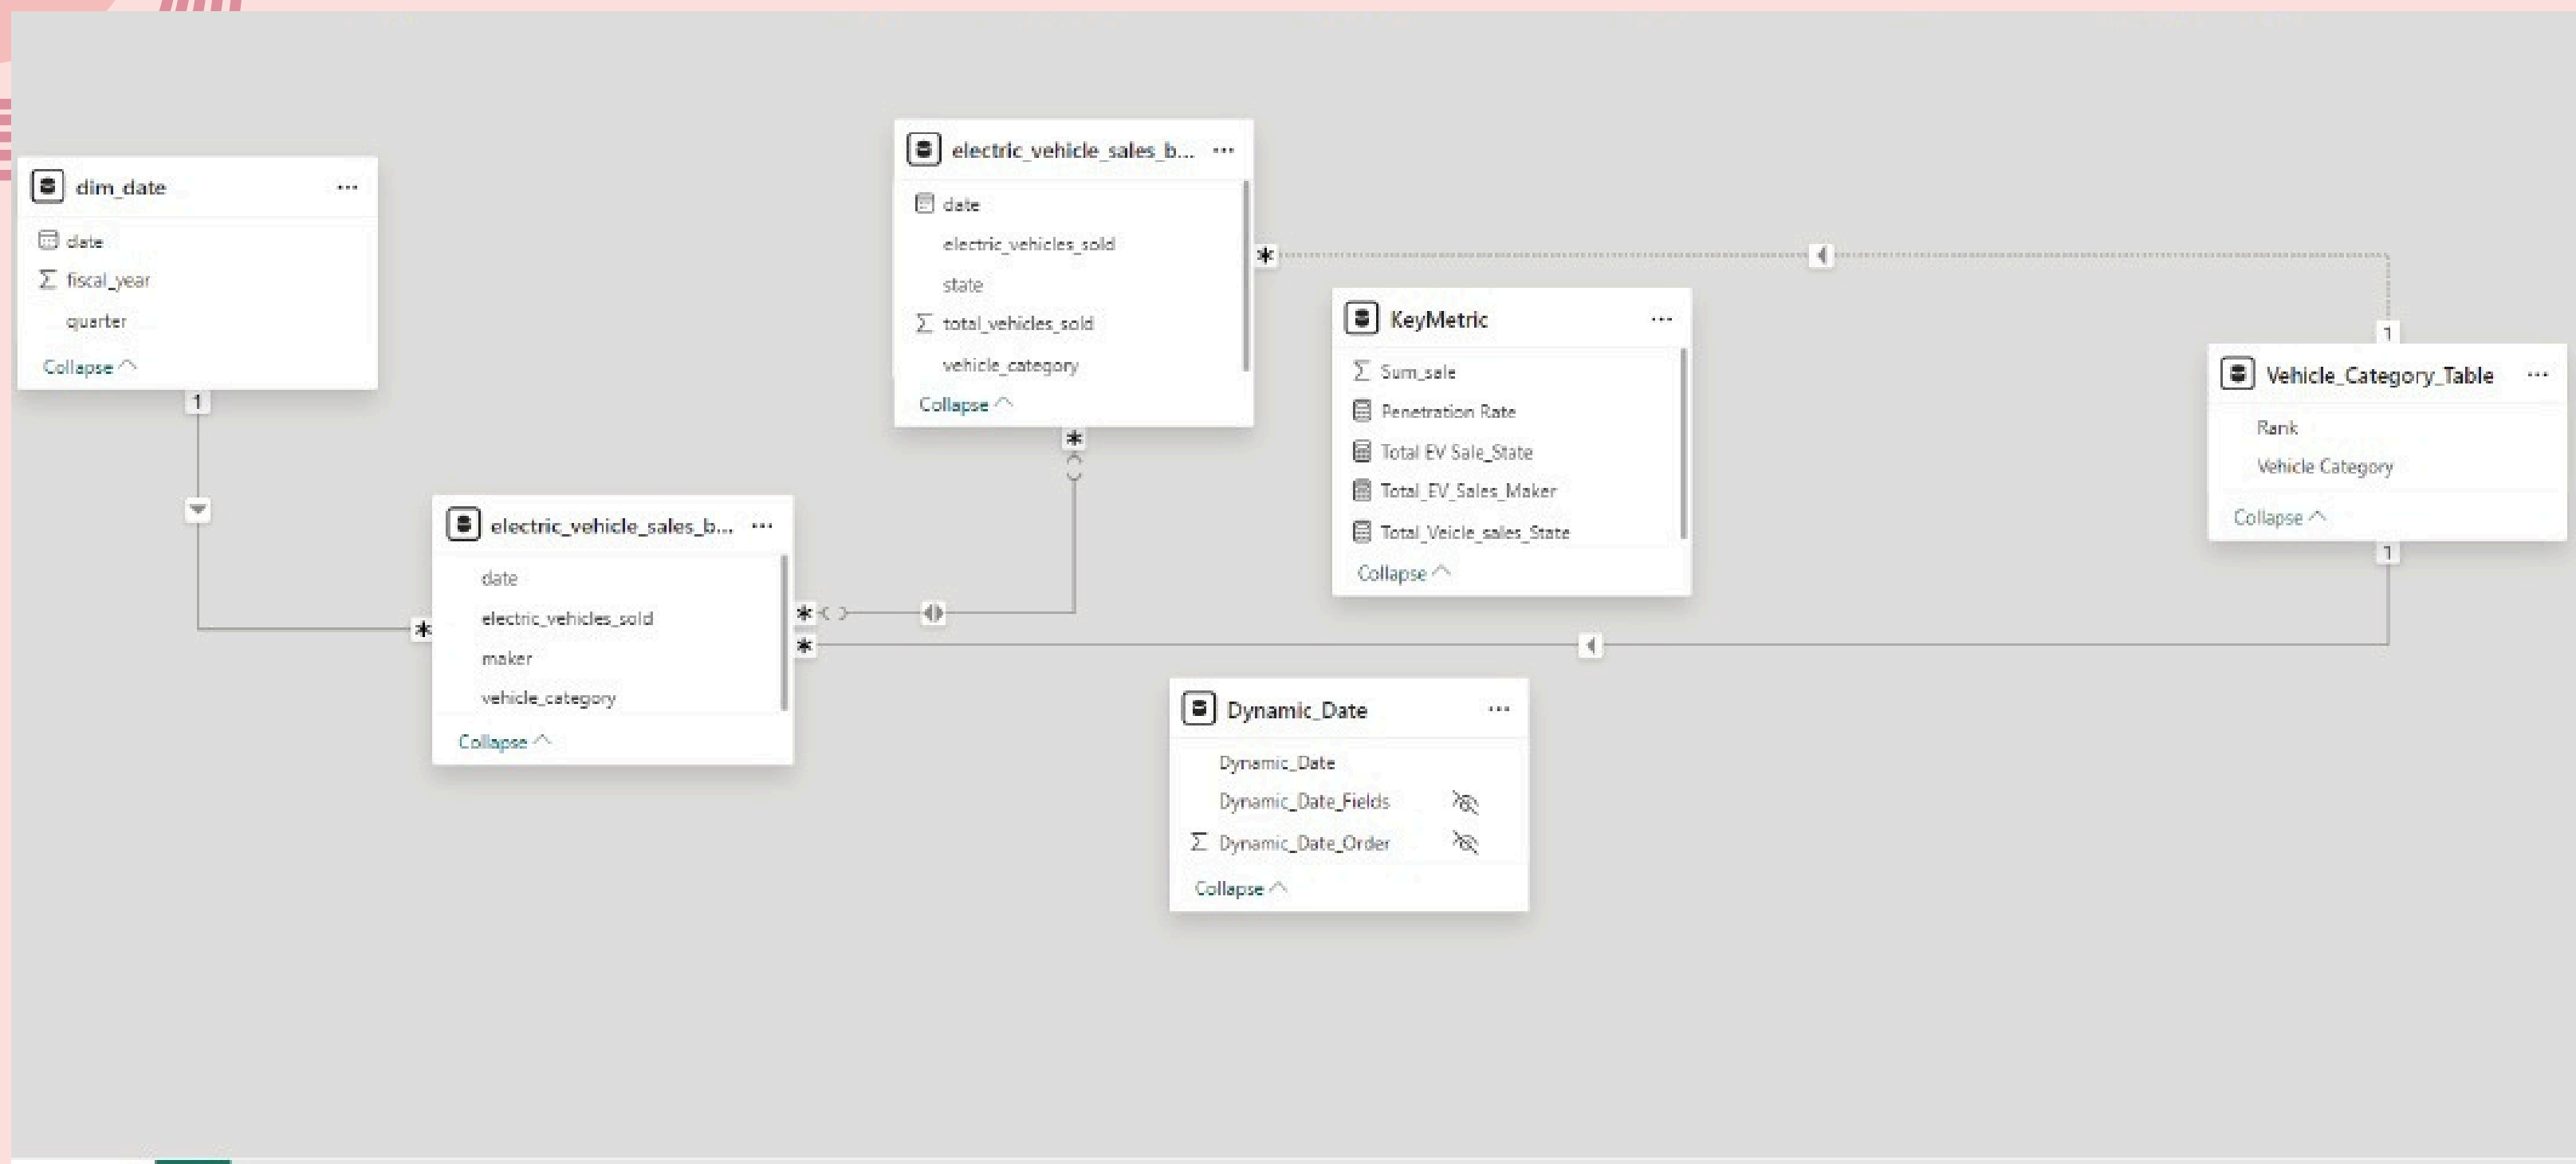 dim_date
date
fiscal_year
quarter
Collapse
1
electric_vehicle_sales_b...
date
electric_vehicles_sold
state
total_vehicles_sold
vehicle_category
Collapse
*
*
electric_vehicle_sales_b...
date
electric_vehicles_sold
maker
vehicle_category
Collapse
*
*
*
KeyMetric
Sum_sale
Penetration Rate
Total EV Sale_State
Total_EV_Sales_Maker
Total_Veicle_sales_State
Collapse
1
Vehicle_Category_Table
Rank
Vehicle Category
Collapse
1
Dynamic_Date
Dynamic_Date
Dynamic_Date_Fields
Dynamic_Date_Order
Collapse